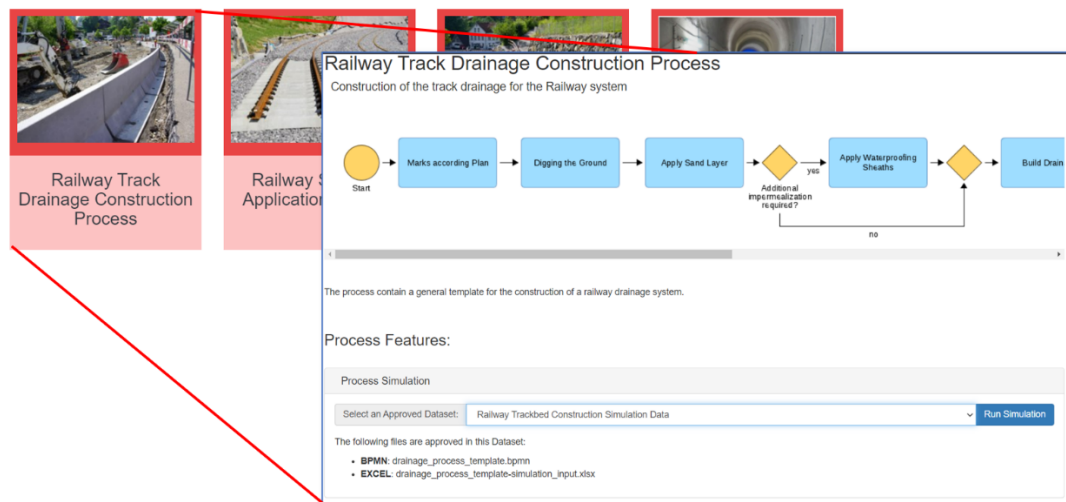 Railway Track
Drainage Construction
Process
Railway
Application
Railway Track Drainage Construction Process
Construction of the track drainage for the Railway system
Start
Marks according Plan
Digging the Ground
Apply Sand Layer
Additional
impermealization
required?
yes
no
Apply Waterproofing
Sheaths
Build Drain
The process contain a general template for the construction of a railway drainage system.
Process Features:
Process Simulation
Select an Approved Dataset:
Railway Trackbed Construction Simulation Data
Run Simulation
The following files are approved in this Dataset:
• BPMN: drainage_process_template.bpmn
• EXCEL: drainage_process_template-simulation_input.xlsx